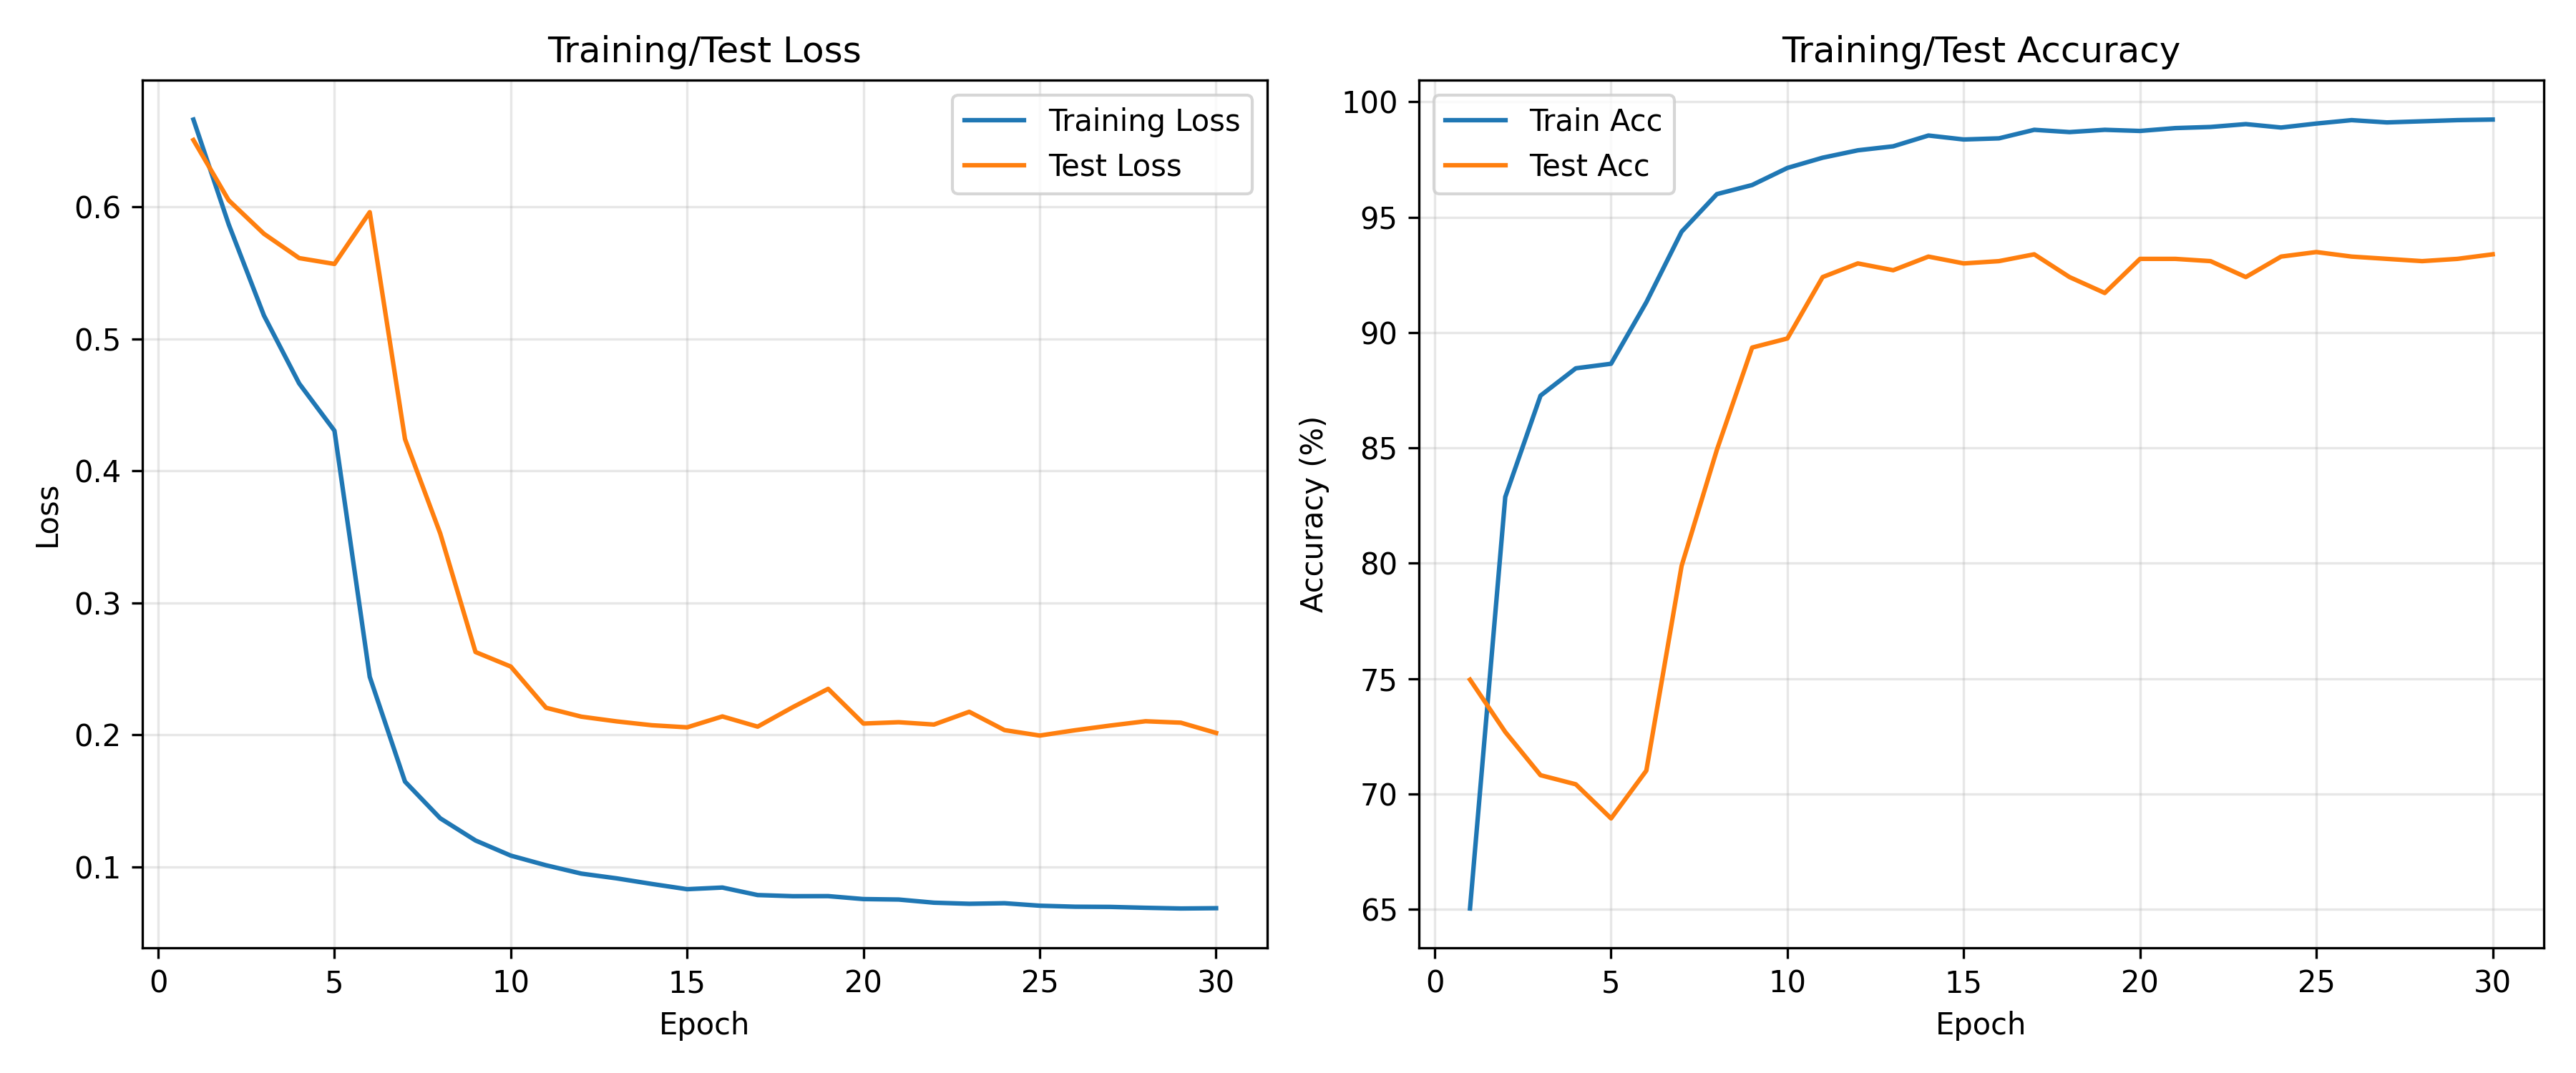 Training/Test Loss
Training Loss
Test Loss
0.6
0.5
0.4
0.3
0.2
0.1
Loss
0 5 10 15 20 25 30
Epoch
Training/Test Accuracy
Train Acc
Test Acc
100
95
90
85
80
75
70
65
Accuracy (%)
0 5 10 15 20 25 30
Epoch